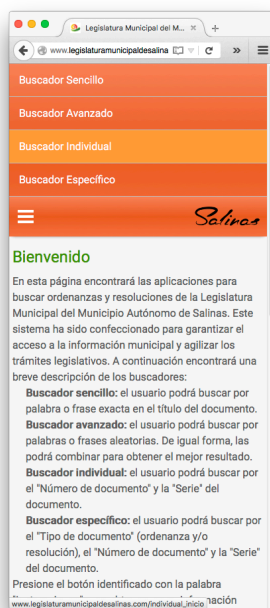 Legislatura Municipal del M...
www.legislaturamunicipaldesalina
Buscador Sencillo
Buscador Avanzado
Buscador Individual
Buscador Específico
Salinas
Bienvenido
En esta página encontrará las aplicaciones para
buscar ordenanzas y resoluciones de la Legislatura
Municipal del Municipio Autónomo de Salinas. Este
sistema ha sido confeccionado para garantizar el
acceso a la información municipal y agilizar los
trámites legislativos. A continuación encontrará una
breve descripción de los buscadores:
Buscador sencillo: el usuario podrá buscar por
palabra o frase exacta en el título del documento.
Buscador avanzado: el usuario podrá buscar por
palabras o frases aleatorias. De igual forma, las
podrá combinar para obtener el mejor resultado.
Buscador individual: el usuario podrá buscar por
el "Número de documento" y la "Serie" del
documento.
Buscador específico: el usuario podrá buscar por
el "Tipo de documento" (ordenanza y/o
resolución), el "Número de documento" y la "Serie"
del documento.
Presione el botón identificado con la palabra
www.legislaturamunicipaldesalinas.com/individual_inicio